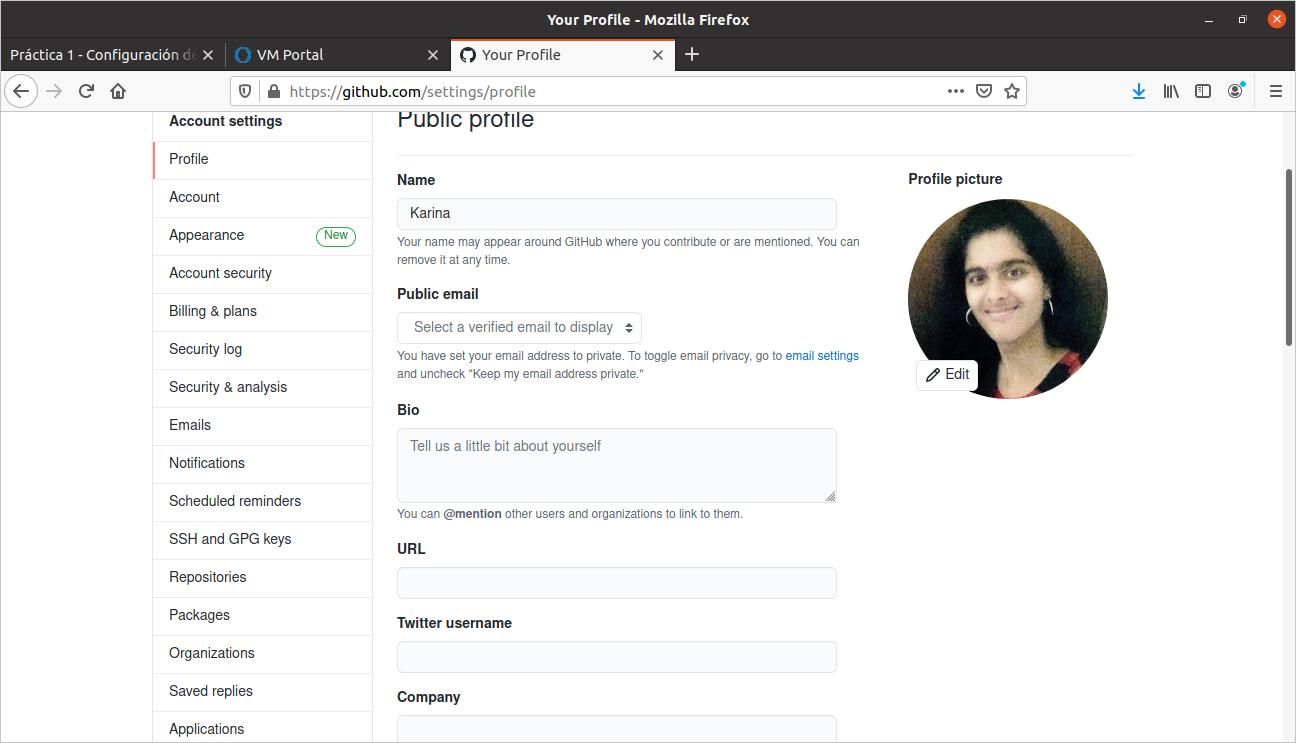 Your Profile - Mozilla Firefox
Práctica 1 - Configuración de
VM Portal
Your Profile
https://github.com/settings/profile
Account settings
Profile
Account
Appearance
New
Account security
Billing & plans
Security log
Security & analysis
Emails
Notifications
Scheduled reminders
SSH and GPG keys
Repositories
Packages
Organizations
Saved replies
Applications
Public profile
Name
Karina
Your name may appear around GitHub where you contribute or are mentioned. You can
remove it at any time.
Public email
Select a verified email to display
You have set your email address to private. To toggle email privacy, go to email settings
and uncheck "Keep my email address private."
Bio
Tell us a little bit about yourself
You can @mention other users and organizations to link to them.
URL
Twitter username
Company
Profile picture
Edit